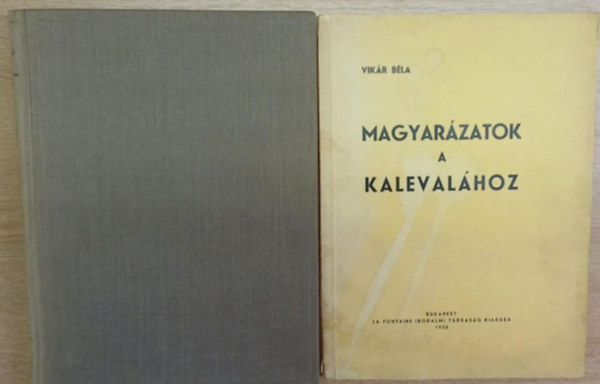 VIKÁR BÉLA
MAGYARÁZATOK
A
KALEVALÁHOZ
BUDAPEST
LA FONTAINE IRODALMI TÁRSASÁG KIADÁSA